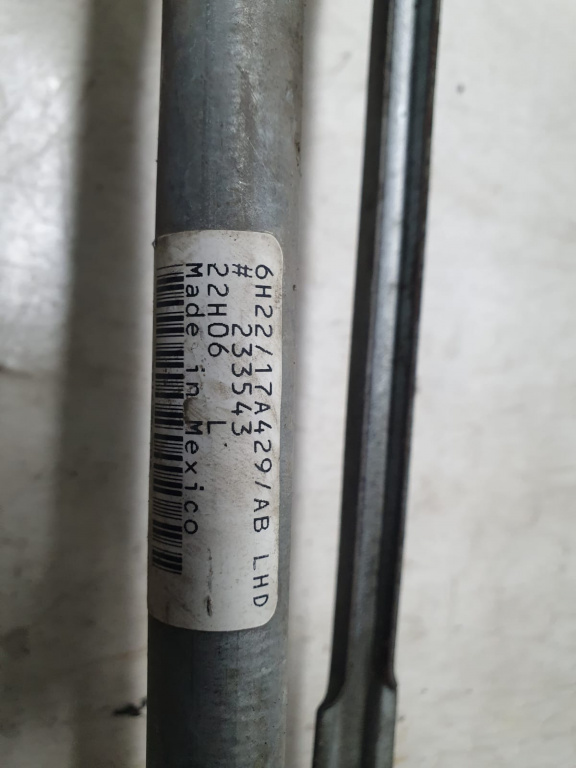 6H22/17A429/AB LHD
# 233543
22H06 L
Made in Mexico